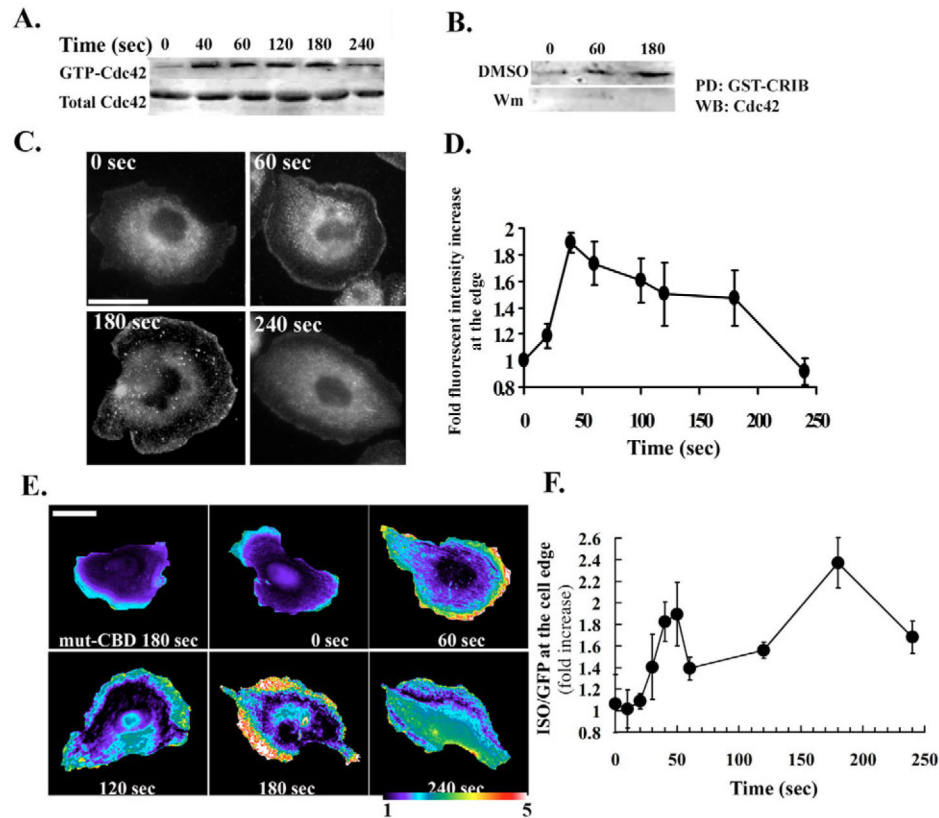 A.
Time (sec) 0 40 60 120 180 240
GTP-Cdc42
Total Cdc42
B.
0 60 180
DMSO
Wm
PD: GST-CRIB
WB: Cdc42
C.
0 sec
60 sec
180 sec
240 sec
D.
Fold fluorescent intensity increase
at the edge
2
1.8
1.6
1.4
1.2
1
0.8
0 50 100 150 200 250
Time (sec)
E.
mut-CBD 180 sec
0 sec
60 sec
120 sec
180 sec
240 sec
1 5
F.
ISO/GFP at the cell edge
(fold increase)
2.6
2.4
2.2
2
1.8
1.6
1.4
1.2
1
0.8
0 50 100 150 200 250
Time (sec)